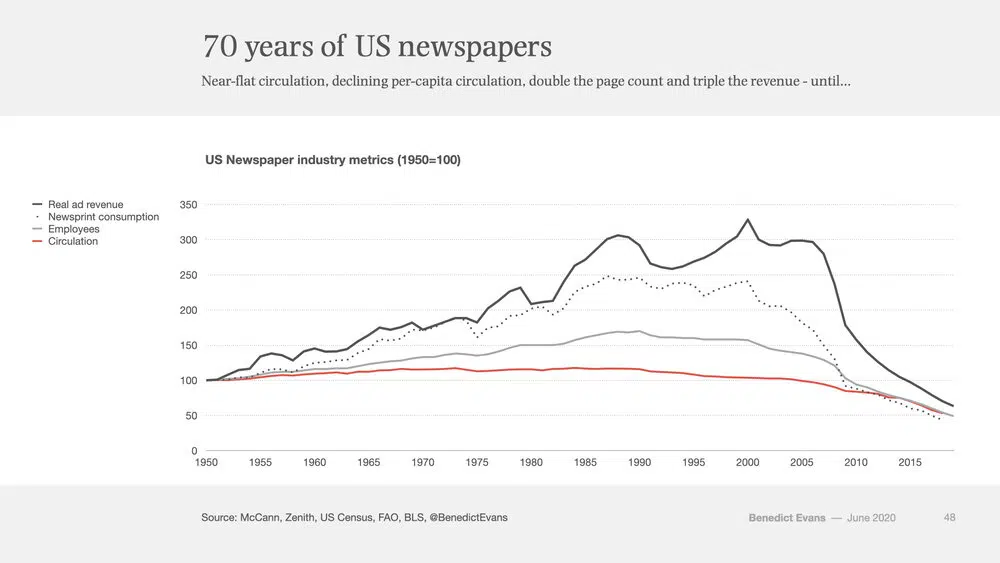 70 years of US newspapers
Near-flat circulation, declining per-capita circulation, double the page count and triple the revenue - until...
US Newspaper industry metrics (1950=100)
Real ad revenue
Newsprint consumption
Employees
Circulation
350
300
250
200
150
100
50
0
1950 1955 1960 1965 1970 1975 1980 1985 1990 1995 2000 2005 2010 2015
Source: McCann, Zenith, US Census, FAO, BLS, @BenedictEvans
Benedict Evans — June 2020 48